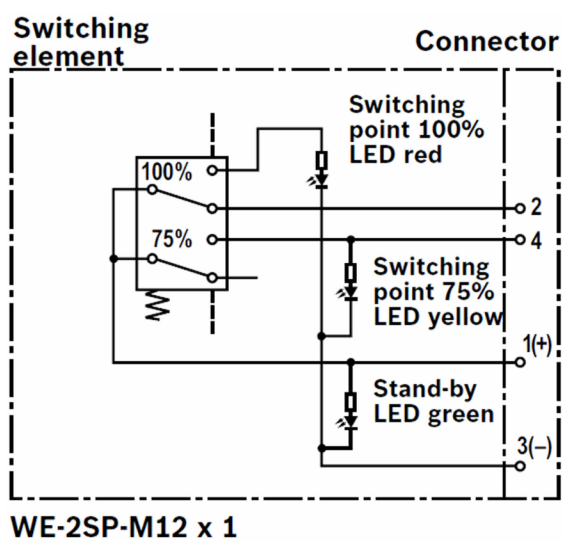 Switching
element
Connector
Switching
point 100%
LED red
100%
2
75%
4
Switching
point 75%
LED yellow
1(+)
Stand-by
LED green
3(–)
WE-2SP-M12 x 1